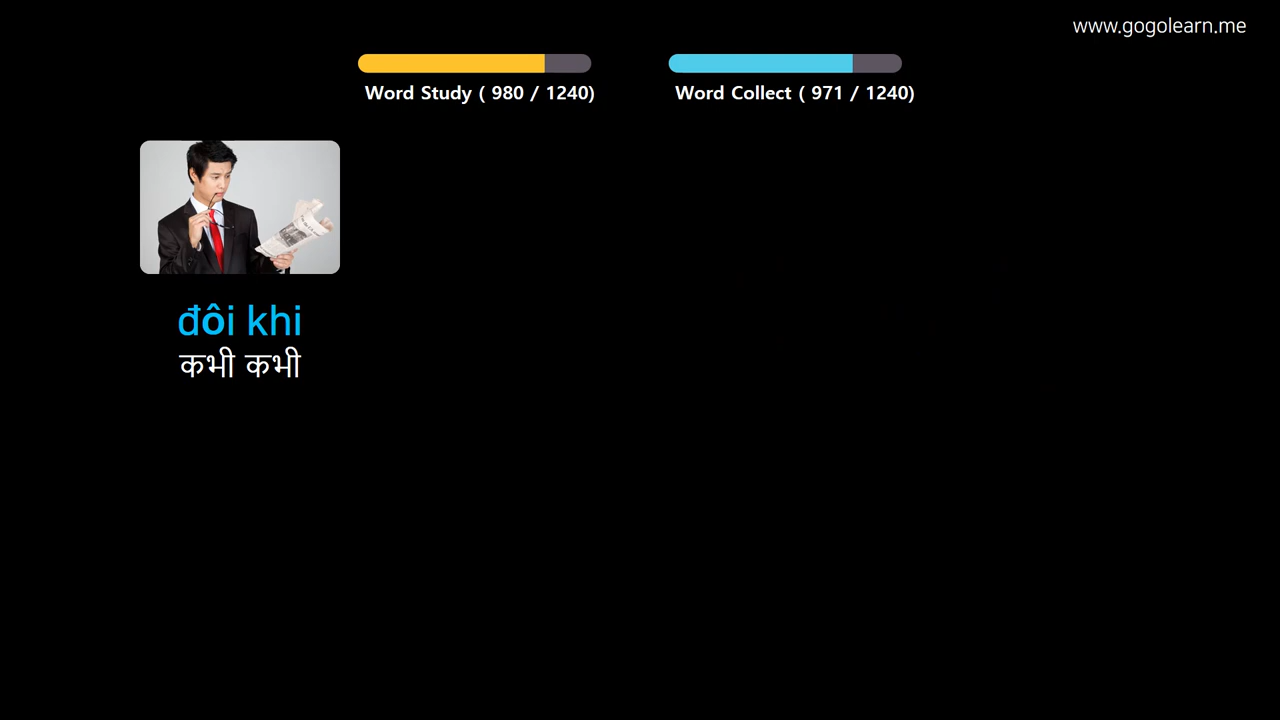 www.gogolearn.me
Word Study ( 980 / 1240)
Word Collect ( 971 / 1240)
đôi khi
कभी कभी